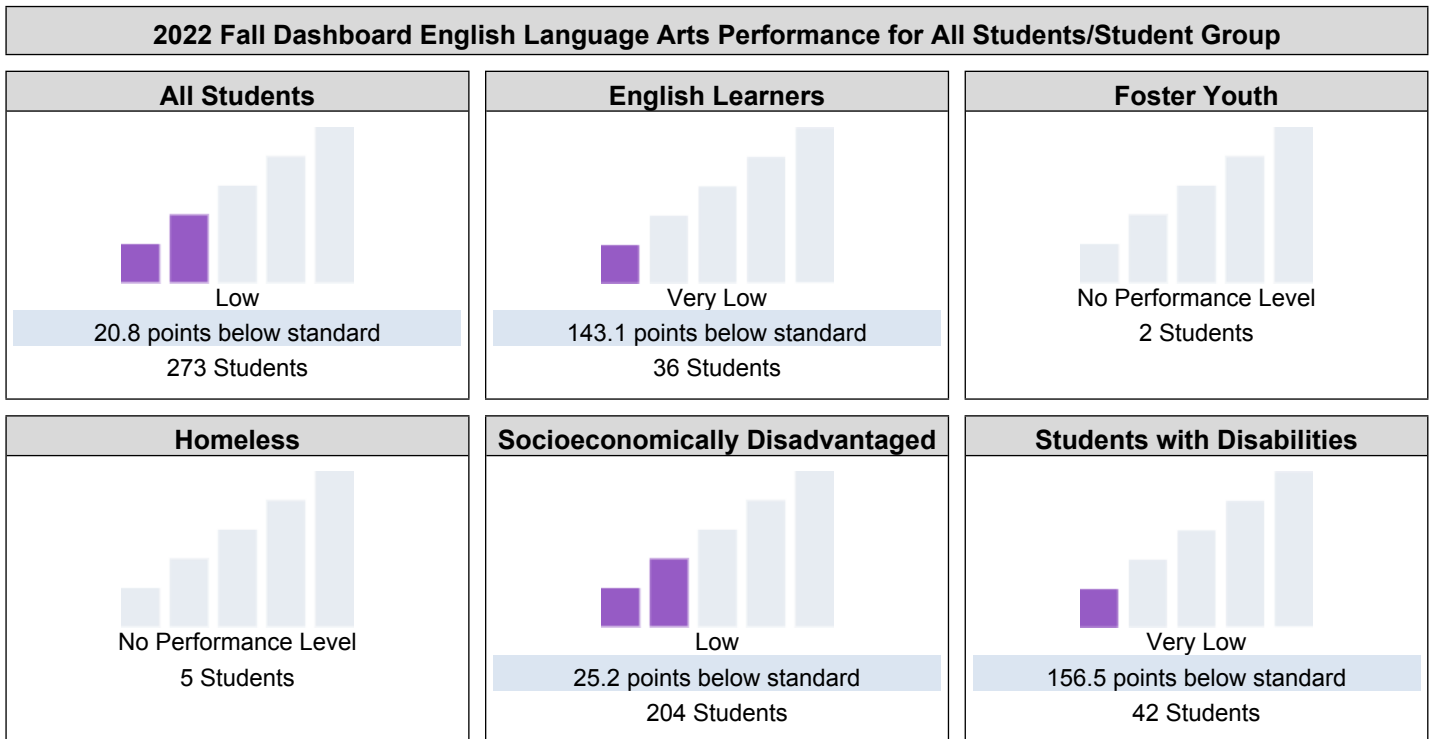 2022 Fall Dashboard English Language Arts Performance for All Students/Student Group
All Students
Low
20.8 points below standard
273 Students
English Learners
Very Low
143.1 points below standard
36 Students
Foster Youth
No Performance Level
2 Students
Homeless
No Performance Level
5 Students
Socioeconomically Disadvantaged
Low
25.2 points below standard
204 Students
Students with Disabilities
Very Low
156.5 points below standard
42 Students